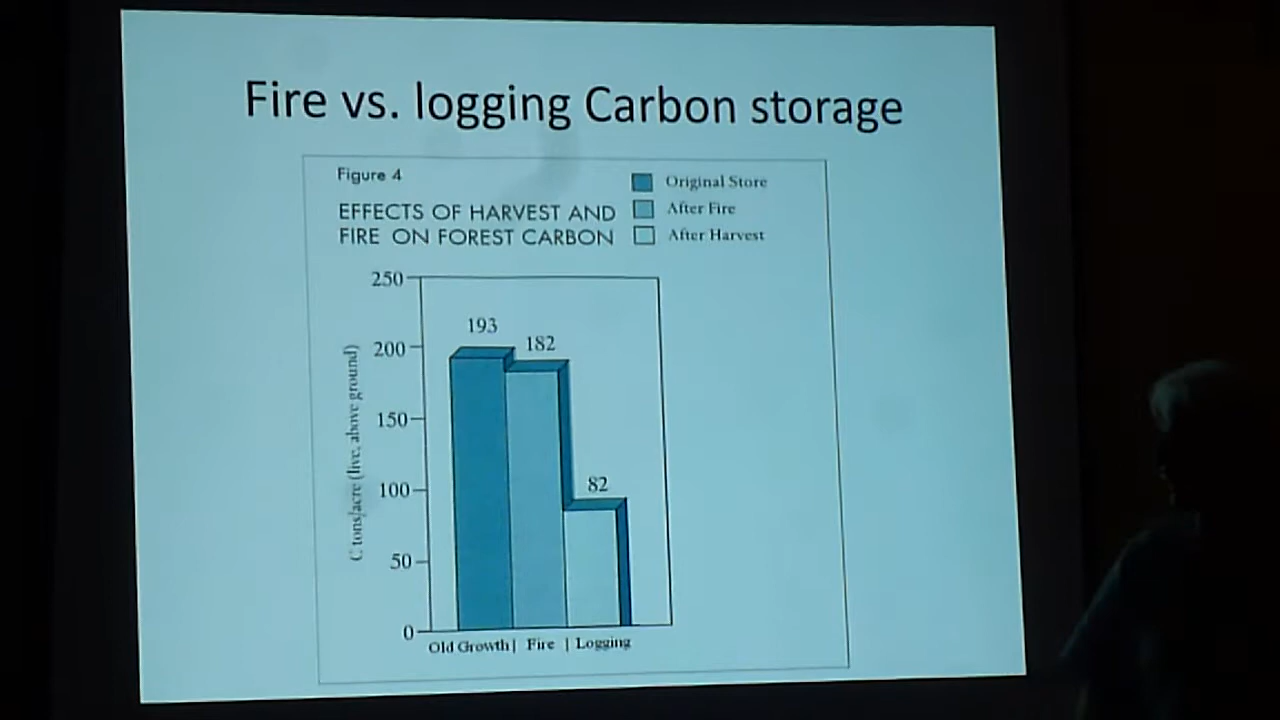 Fire vs. logging Carbon storage
Figure 4
EFFECTS OF HARVEST AND
FIRE ON FOREST CARBON
Original Store
After Fire
After Harvest
250
200
150
100
50
0
C tons/acre (live, above ground)
193
182
82
Old Growth | Fire | Logging